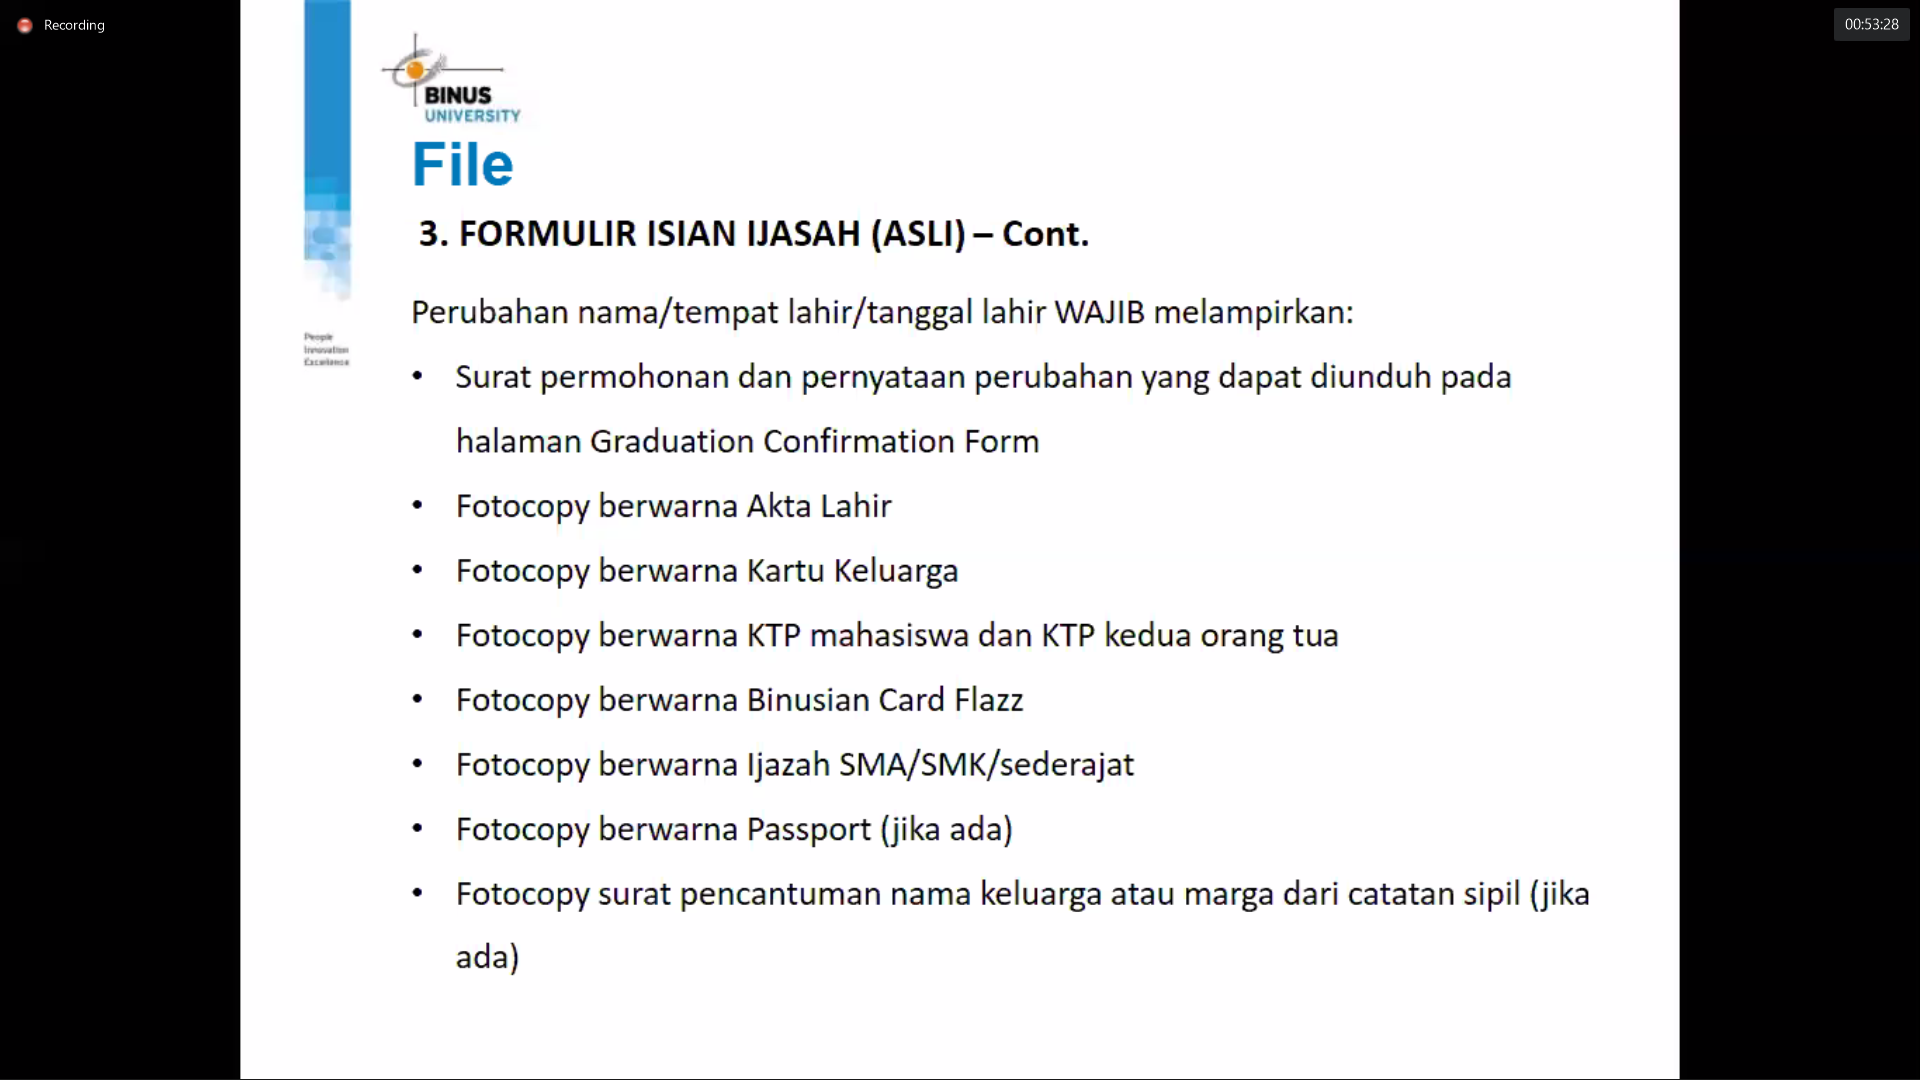 Recording
00:53:28
BINUS
UNIVERSITY
File
3. FORMULIR ISIAN IJASAH (ASLI) – Cont.
People
Innovation
Excellence
Perubahan nama/tempat lahir/tanggal lahir WAJIB melampirkan:
• Surat permohonan dan pernyataan perubahan yang dapat diunduh pada
halaman Graduation Confirmation Form
• Fotocopy berwarna Akta Lahir
• Fotocopy berwarna Kartu Keluarga
• Fotocopy berwarna KTP mahasiswa dan KTP kedua orang tua
• Fotocopy berwarna Binusian Card Flazz
• Fotocopy berwarna Ijazah SMA/SMK/sederajat
• Fotocopy berwarna Passport (jika ada)
• Fotocopy surat pencantuman nama keluarga atau marga dari catatan sipil (jika
ada)